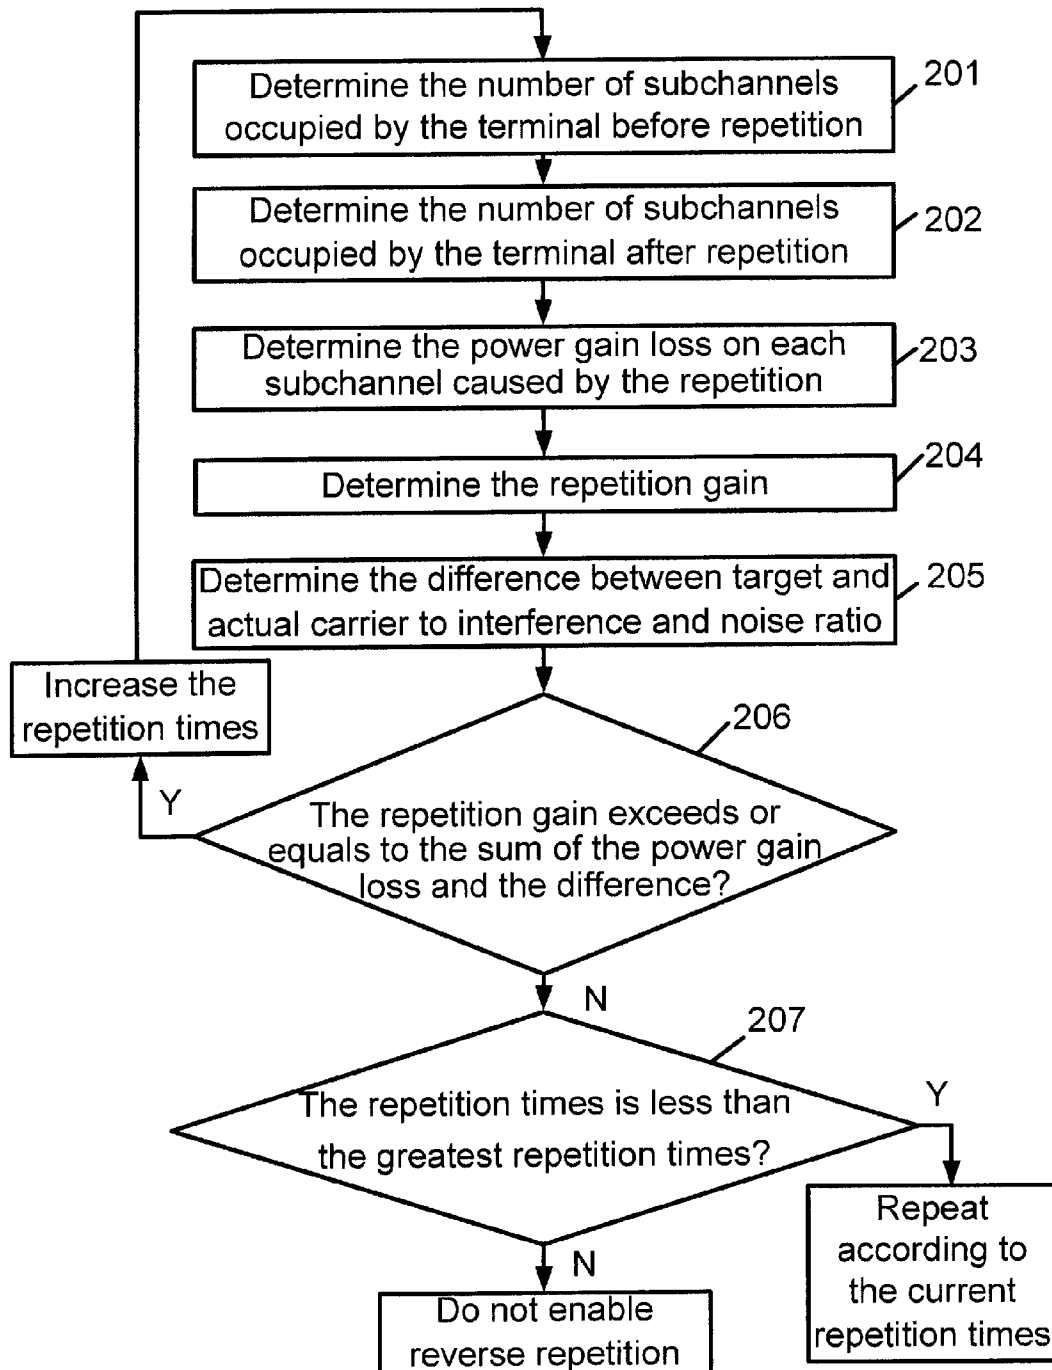 Determine the number of subchannels
occupied by the terminal before repetition
201
Determine the number of subchannels
occupied by the terminal after repetition
202
Determine the power gain loss on each
subchannel caused by the repetition
203
Determine the repetition gain
204
Determine the difference between target and
actual carrier to interference and noise ratio
205
Increase the
repetition times
206
Y
The repetition gain exceeds or
equals to the sum of the power gain
loss and the difference?
N
207
The repetition times is less than
the greatest repetition times?
Y
Repeat
according to
the current
repetition times
N
Do not enable
reverse repetition